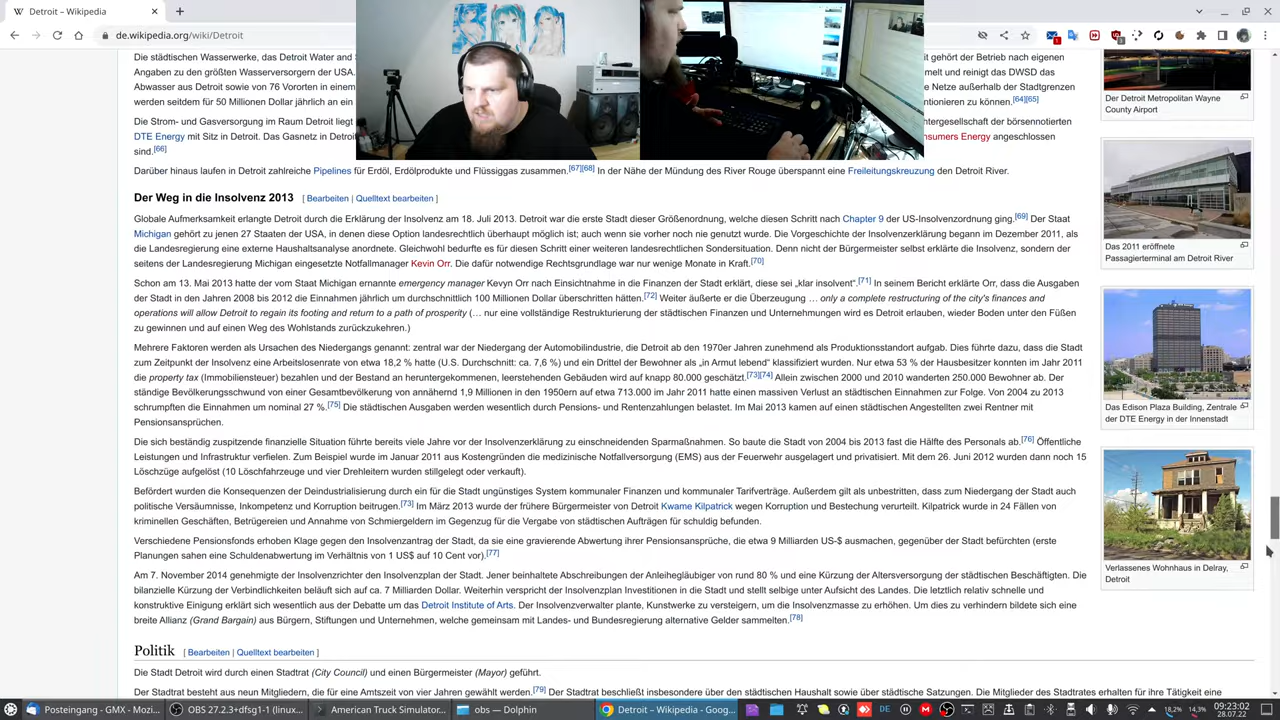 Detroit – Wikipedia
de.wikipedia.org/wiki/Detroit
Die städtischen Wasserwerke, das Detroit Water and
t gehört der Betrieb nach eigenen
Angaben zu den größten Wasserversorgern der USA.
melt und reinigt das DWSD das
Abwasser aus Detroit sowie von 76 Vororten in einem
e Netze außerhalb der Stadtgrenzen
werden seitdem für 50 Millionen Dollar jährlich an ein
ntionieren zu können.[64][65]
Die Strom- und Gasversorgung im Raum Detroit liegt
htergesellschaft der börsennotierten
DTE Energy mit Sitz in Detroit. Das Gasnetz in Detroi
nsumers Energy angeschlossen
sind.[66]
Darüber hinaus laufen in Detroit zahlreiche Pipelines für Erdöl, Erdölprodukte und Flüssiggas zusammen.[67][68] In der Nähe der Mündung des River Rouge überspannt eine Freileitungskreuzung den Detroit River.
Der Weg in die Insolvenz 2013 [ Bearbeiten | Quelltext bearbeiten ]
Globale Aufmerksamkeit erlangte Detroit durch die Erklärung der Insolvenz am 18. Juli 2013. Detroit war die erste Stadt dieser Größenordnung, welche diesen Schritt nach Chapter 9 der US-Insolvenzordnung ging.[69] Der Staat
Michigan gehört zu jenen 27 Staaten der USA, in denen diese Option landesrechtlich überhaupt möglich ist; auch wenn sie vorher noch nie genutzt wurde. Die Vorgeschichte der Insolvenzerklärung begann im Dezember 2011, als
die Landesregierung eine externe Haushaltsanalyse anordnete. Gleichwohl bedurfte es für diesen Schritt einer weiteren landesrechtlichen Sondersituation. Denn nicht der Bürgermeister selbst erklärte die Insolvenz, sondern der
seitens der Landesregierung Michigan eingesetzte Notfallmanager Kevin Orr. Die dafür notwendige Rechtsgrundlage war nur wenige Monate in Kraft.[70]
Schon am 13. Mai 2013 hatte der vom Staat Michigan ernannte emergency manager Kevyn Orr nach Einsichtnahme in die Finanzen der Stadt erklärt, diese sei „klar insolvent“.[71] In seinem Bericht erklärte Orr, dass die Ausgaben
der Stadt in den Jahren 2008 bis 2012 die Einnahmen jährlich um durchschnittlich 100 Millionen Dollar überschritten hätten.[72] Weiter äußerte er die Überzeugung … only a complete restructuring of the city's finances and
operations will allow Detroit to regain its footing and return to a path of prosperity (… nur eine vollständige Restrukturierung der städtischen Finanzen und Unternehmungen wird es Detroit erlauben, wieder Boden unter den Füßen
zu gewinnen und auf einen Weg des Wohlstands zurückzukehren.)
Mehrere Faktoren werden als Ursachen des Niedergangs genannt: zentral war der Niedergang der Automobilindustrie, die Detroit ab den 1970er Jahren zunehmend als Produktionsstandort aufgab. Dies führte dazu, dass die Stadt
zum Zeitpunkt der Insolvenz eine Arbeitslosenrate von etwa 18,2 % hatte (U.S. Durchschnitt: ca. 7,6 %) und ein Drittel der Bewohner als „in Armut lebend“ klassifiziert wurden. Nur etwa 53 % der Hausbesitzer konnten im Jahr 2011
die property tax (Immobiliensteuer) bezahlen und der Bestand an heruntergekommenen, leerstehenden Gebäuden wird auf knapp 80.000 geschätzt.[73][74] Allein zwischen 2000 und 2010 wanderten 250.000 Bewohner ab. Der
ständige Bevölkerungsschwund von einer Gesamtbevölkerung von annähernd 1,9 Millionen in den 1950ern auf etwa 713.000 im Jahr 2011 hatte einen massiven Verlust an städtischen Einnahmen zur Folge. Von 2004 zu 2013
schrumpften die Einnahmen um nominal 27 %.[75] Die städtischen Ausgaben werden wesentlich durch Pensions- und Rentenzahlungen belastet. Im Mai 2013 kamen auf einen städtischen Angestellten zwei Rentner mit
Pensionsansprüchen.
Die sich beständig zuspitzende finanzielle Situation führte bereits viele Jahre vor der Insolvenzerklärung zu einschneidenden Sparmaßnahmen. So baute die Stadt von 2004 bis 2013 fast die Hälfte des Personals ab.[76] Öffentliche
Leistungen und Infrastruktur verfielen. Zum Beispiel wurde im Januar 2011 aus Kostengründen die medizinische Notfallversorgung (EMS) aus der Feuerwehr ausgelagert und privatisiert. Mit dem 26. Juni 2012 wurden dann noch 15
Löschzüge aufgelöst (10 Löschfahrzeuge und vier Drehleitern wurden stillgelegt oder verkauft).
Befördert wurden die Konsequenzen der Deindustrialisierung durch ein für die Stadt ungünstiges System kommunaler Finanzen und kommunaler Tarifverträge. Außerdem gilt als unbestritten, dass zum Niedergang der Stadt auch
politische Versäumnisse, Inkompetenz und Korruption beitrugen.[73] Im März 2013 wurde der frühere Bürgermeister von Detroit Kwame Kilpatrick wegen Korruption und Bestechung verurteilt. Kilpatrick wurde in 24 Fällen von
kriminellen Geschäften, Betrügereien und Annahme von Schmiergeldern im Gegenzug für die Vergabe von städtischen Aufträgen für schuldig befunden.
Verschiedene Pensionsfonds erhoben Klage gegen den Insolvenzantrag der Stadt, da sie eine gravierende Abwertung ihrer Pensionsansprüche, die etwa 9 Milliarden US-$ ausmachen, gegenüber der Stadt befürchten (erste
Planungen sahen eine Schuldenabwertung im Verhältnis von 1 US$ auf 10 Cent vor).[77]
Am 7. November 2014 genehmigte der Insolvenzrichter den Insolvenzplan der Stadt. Jener beinhaltete Abschreibungen der Anleihegläubiger von rund 80 % und eine Kürzung der Altersversorgung der städtischen Beschäftigten. Die
bilanzielle Kürzung der Verbindlichkeiten beläuft sich auf ca. 7 Milliarden Dollar. Weiterhin verspricht der Insolvenzplan Investitionen in die Stadt und stellt selbige unter Aufsicht des Landes. Die letztlich relativ schnelle und
konstruktive Einigung erklärt sich wesentlich aus der Debatte um das Detroit Institute of Arts. Der Insolvenzverwalter plante, Kunstwerke zu versteigern, um die Insolvenzmasse zu erhöhen. Um dies zu verhindern bildete sich eine
breite Allianz (Grand Bargain) aus Bürgern, Stiftungen und Unternehmen, welche gemeinsam mit Landes- und Bundesregierung alternative Gelder sammelten.[78]
Politik [ Bearbeiten | Quelltext bearbeiten ]
Die Stadt Detroit wird durch einen Stadtrat (City Council) und einen Bürgermeister (Mayor) geführt.
Der Stadtrat besteht aus neun Mitgliedern, die für eine Amtszeit von vier Jahren gewählt werden.[79] Der Stadtrat beschließt insbesondere über den städtischen Haushalt sowie über städtische Satzungen. Die Mitglieder des Stadtrates erhalten für ihre Tätigkeit eine
Der Detroit Metropolitan Wayne
County Airport
Das 2011 eröffnete
Passagierterminal am Detroit River
Das Edison Plaza Building, Zentrale
der DTE Energy in der Innenstadt
Verlassenes Wohnhaus in Delray,
Detroit
Posteingang - GMX - Mozi...
OBS 27.2.3+dfsg1-1 (linux...
American Truck Simulator...
obs — Dolphin
Detroit – Wikipedia - Goo...
DE
09:23:02
28.07.22